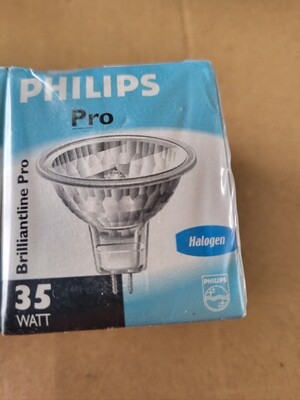 PHILIPS
Pro
Brilliantline Pro
Halogen
35
WATT
PHILIPS